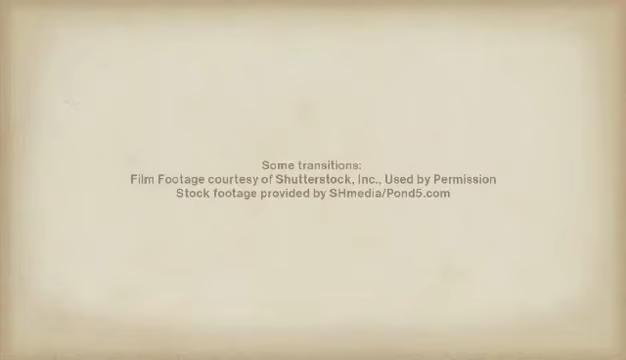 Some transitions:
Film Footage courtesy of Shutterstock, Inc., Used by Permission
Stock footage provided by SHmedia/Pond5.com